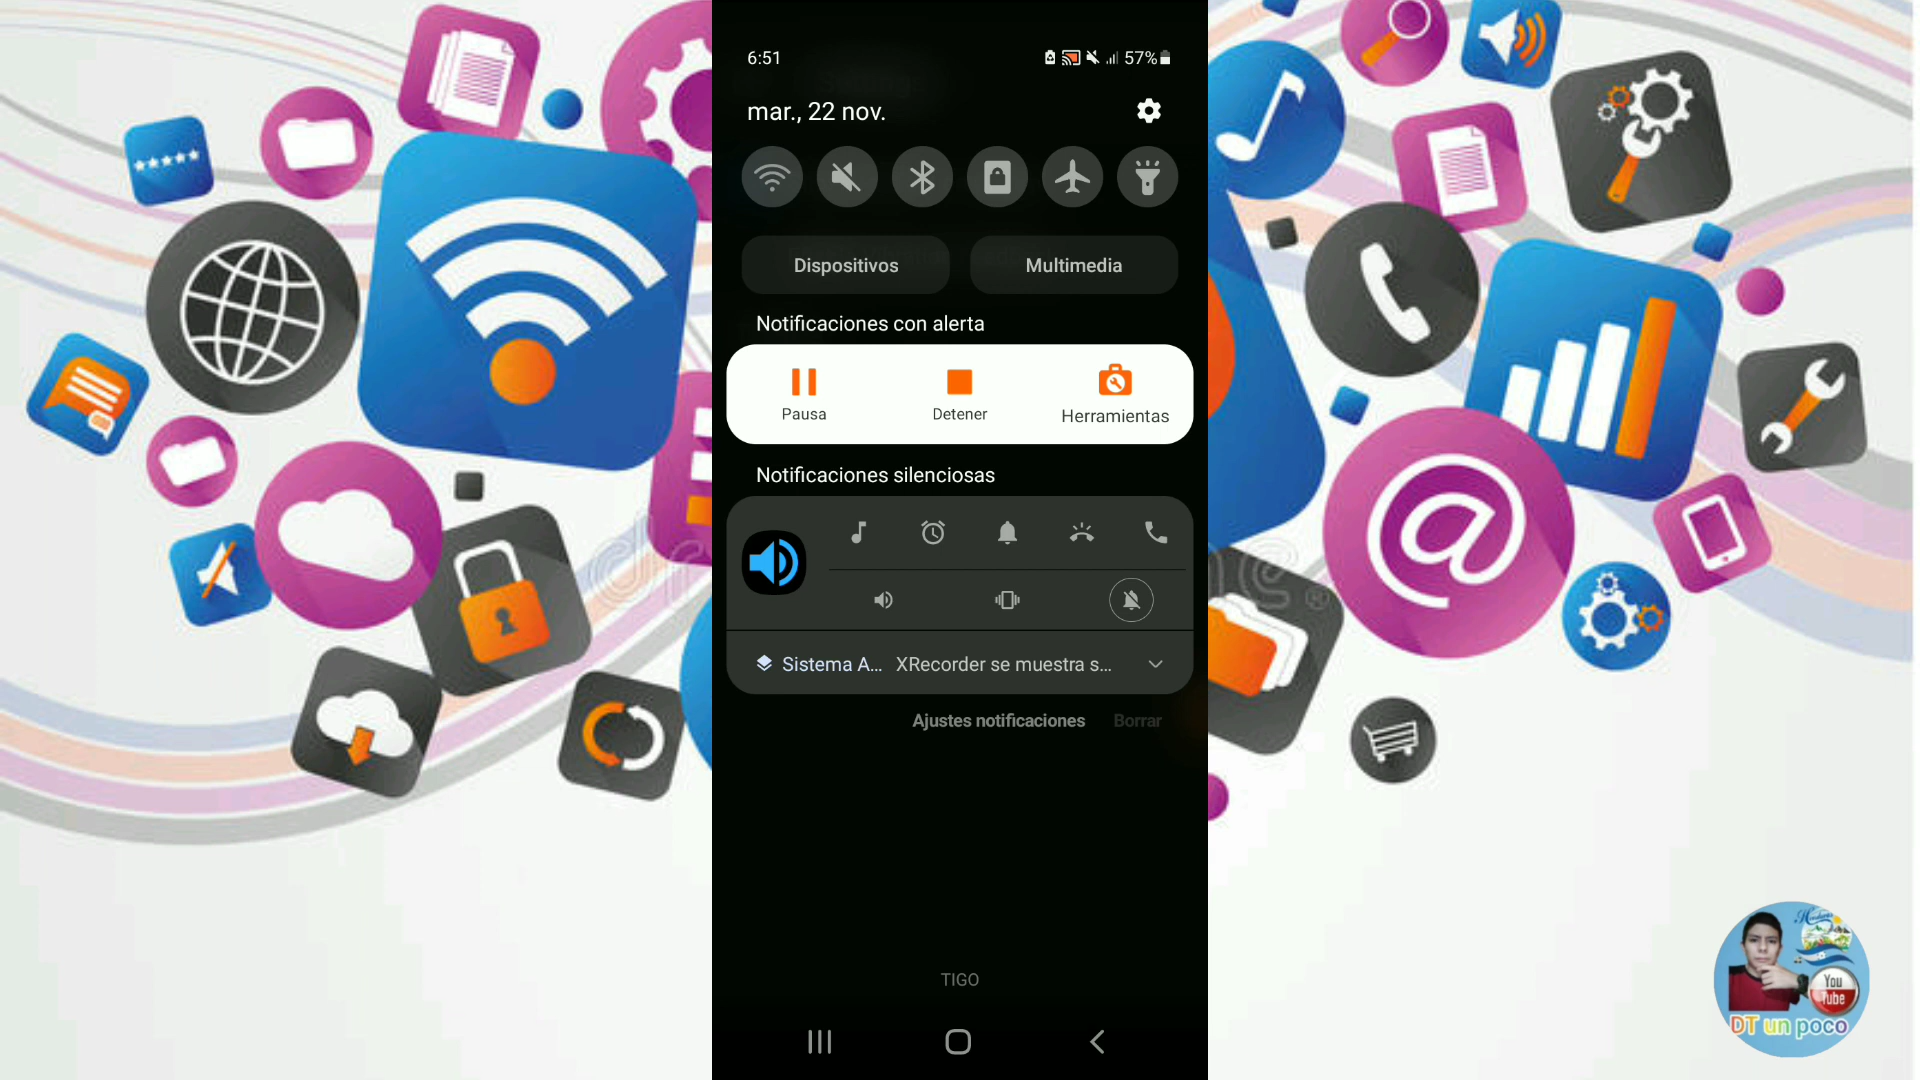 6:51
57%
mar., 22 nov.
Dispositivos
Multimedia
Notificaciones con alerta
Pausa
Detener
Herramientas
Notificaciones silenciosas
Sistema A... XRecorder se muestra s...
Ajustes notificaciones
Borrar
TIGO
@
You
Tube
DT un poco